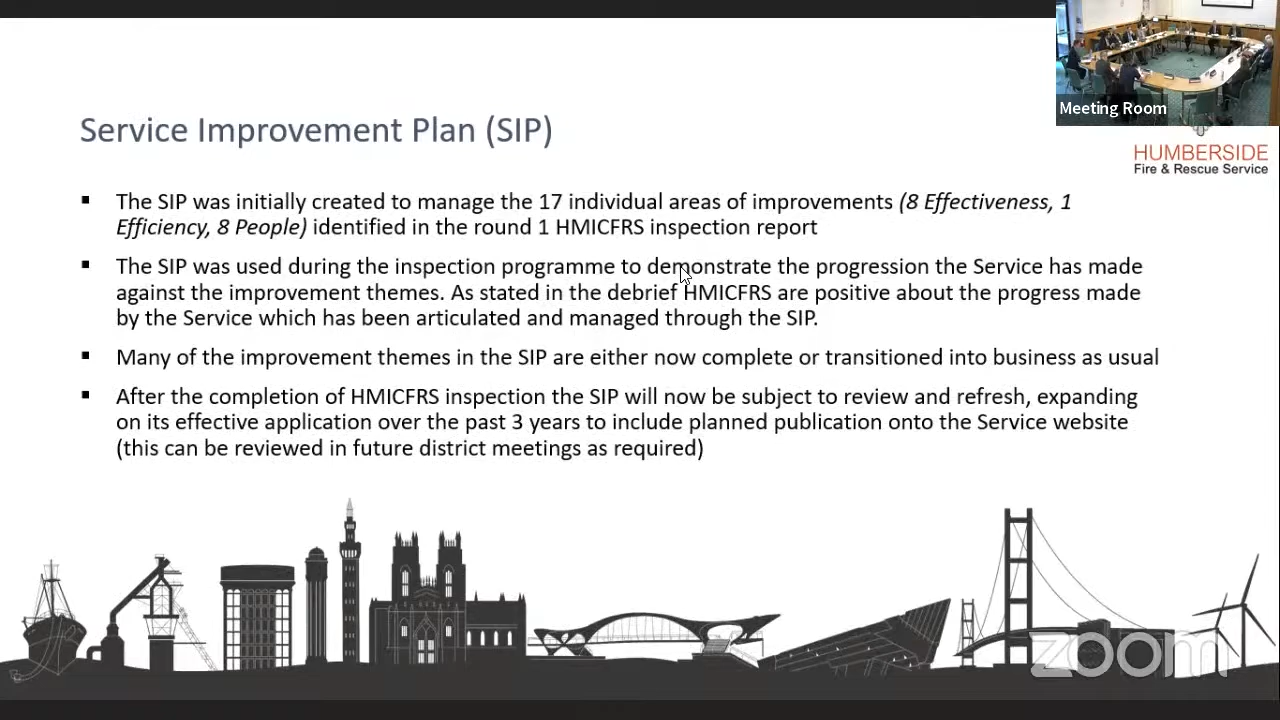 Meeting Room
Service Improvement Plan (SIP)
HUMBERSIDE
Fire & Rescue Service
▪ The SIP was initially created to manage the 17 individual areas of improvements (8 Effectiveness, 1
Efficiency, 8 People) identified in the round 1 HMICFRS inspection report
▪ The SIP was used during the inspection programme to demonstrate the progression the Service has made
against the improvement themes. As stated in the debrief HMICFRS are positive about the progress made
by the Service which has been articulated and managed through the SIP.
▪ Many of the improvement themes in the SIP are either now complete or transitioned into business as usual
▪ After the completion of HMICFRS inspection the SIP will now be subject to review and refresh, expanding
on its effective application over the past 3 years to include planned publication onto the Service website
(this can be reviewed in future district meetings as required)
zoom